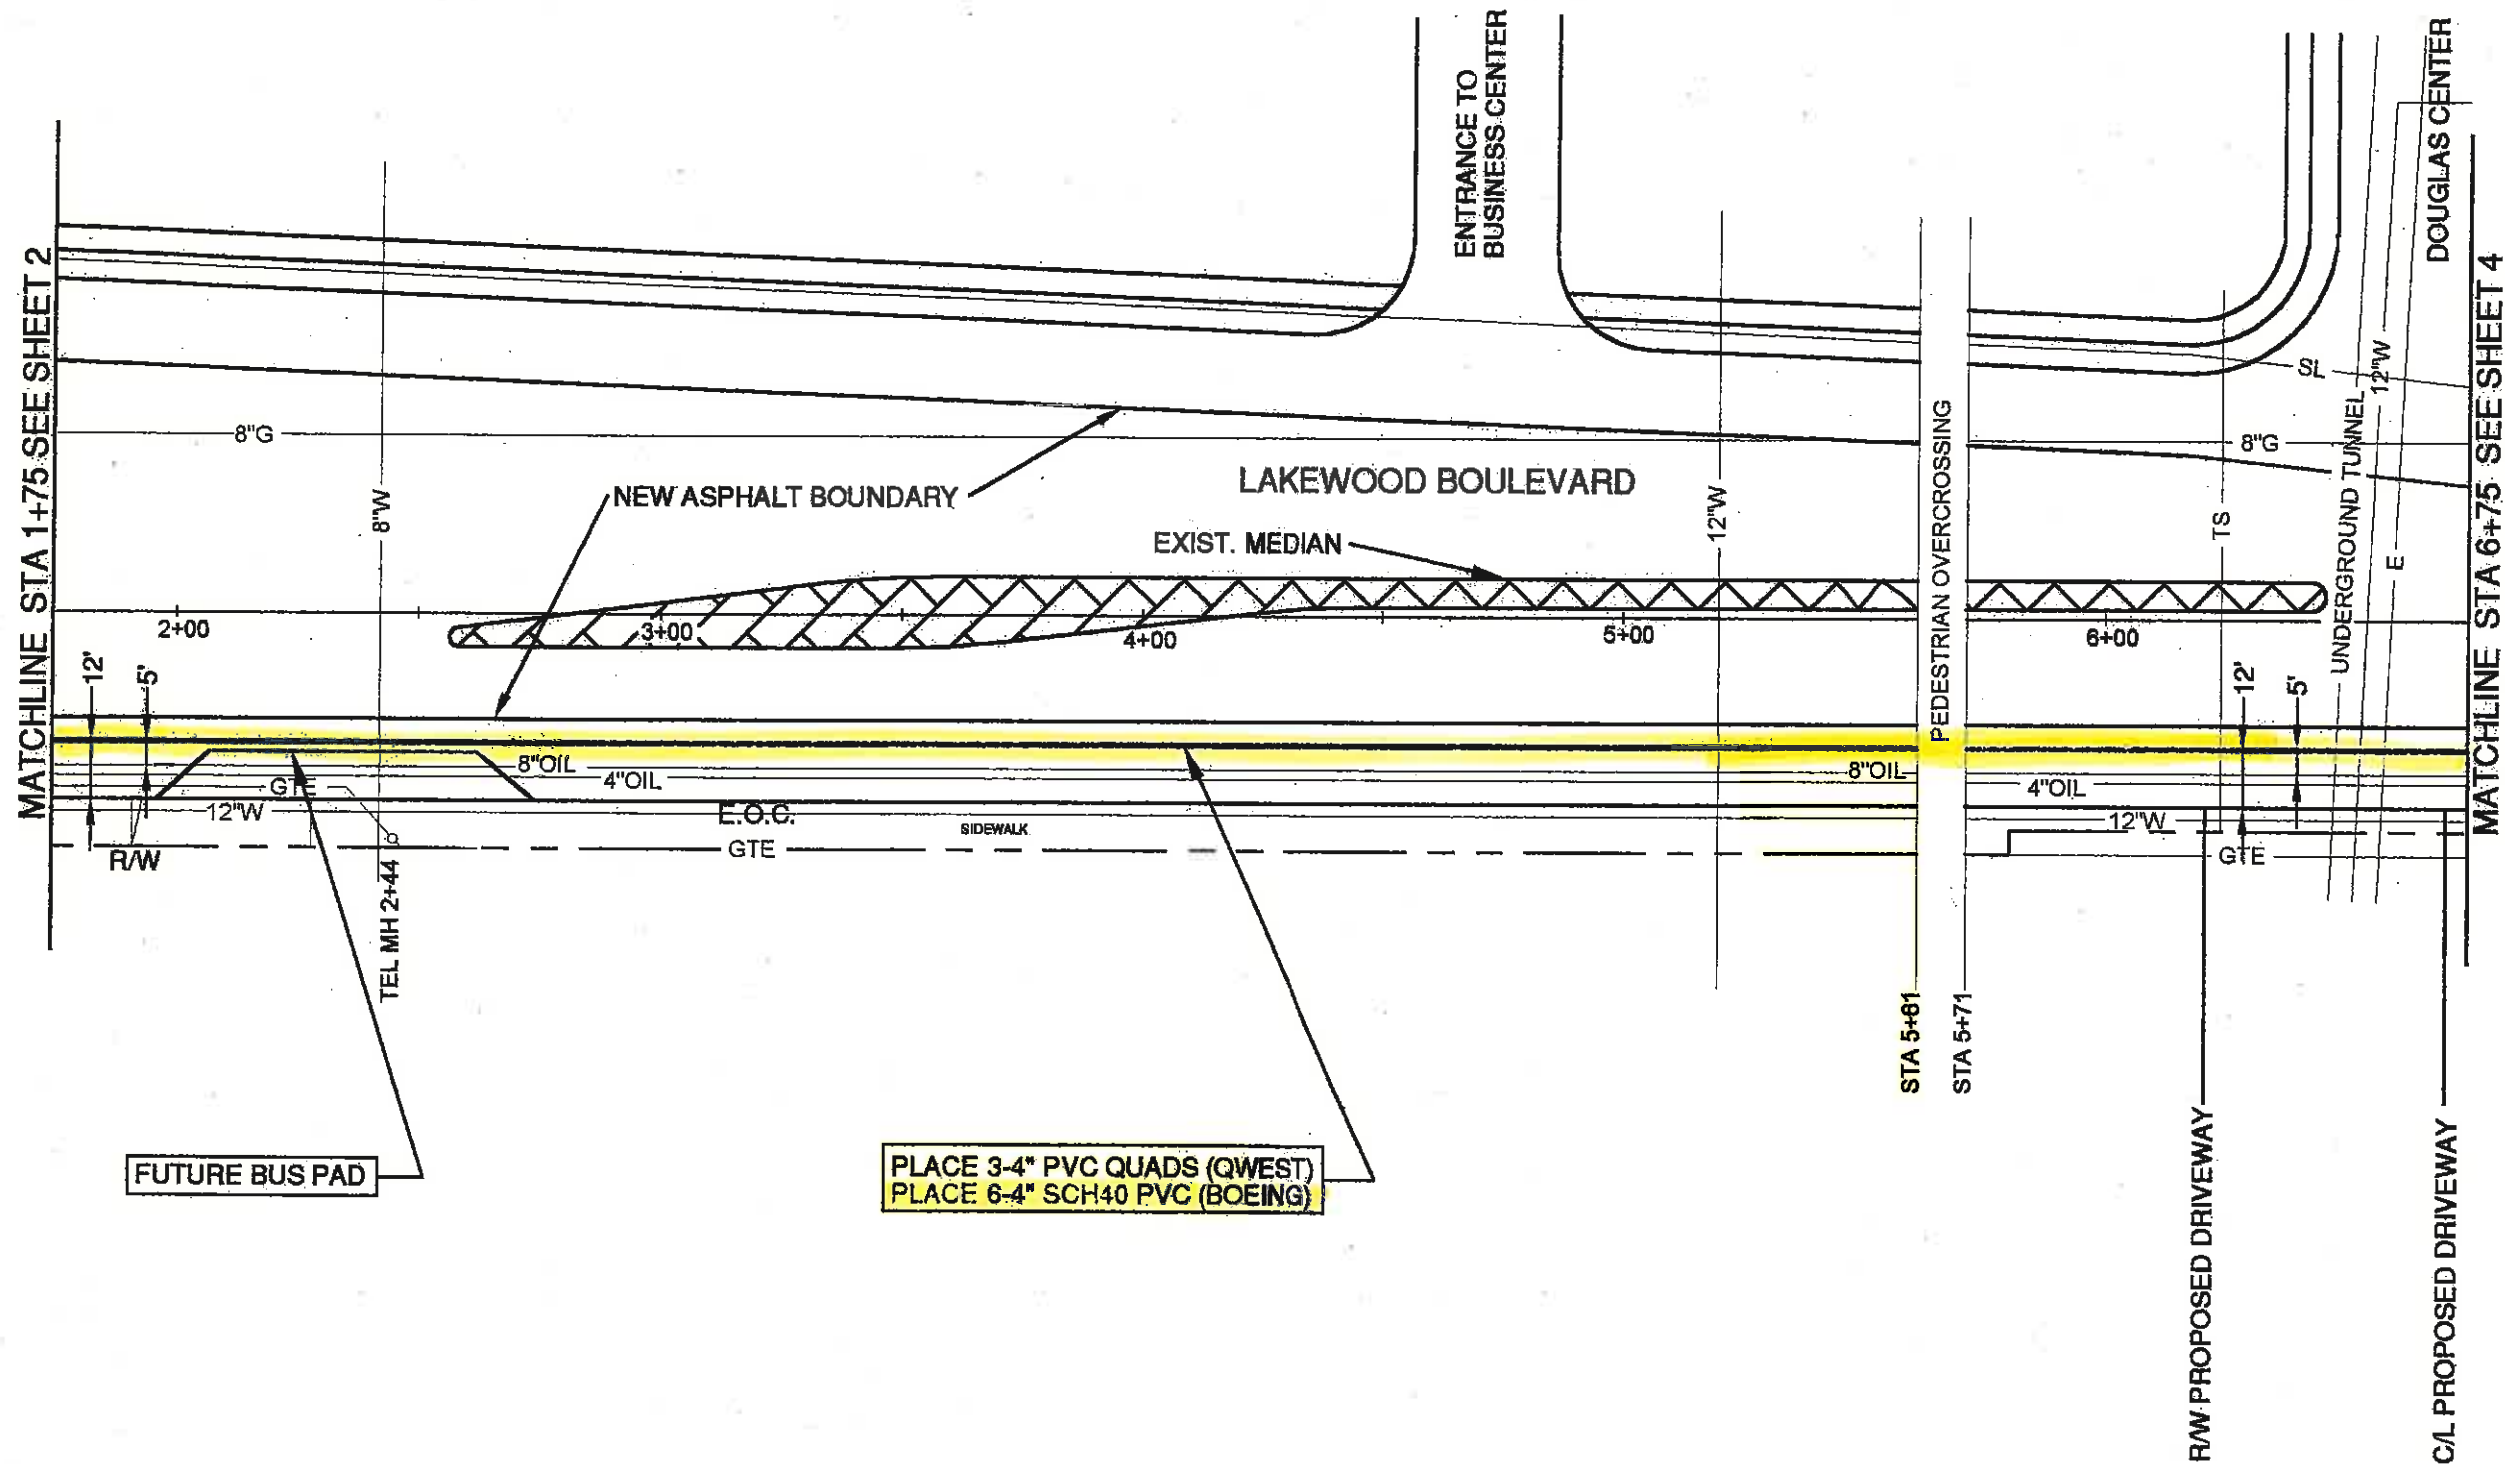 ENTRANCE TO
BUSINESS CENTER
DOUGLAS CENTER
MATCHLINE STA 1+75 SEE SHEET 2
MATCHLINE STA 6+75 SEE SHEET 4
SL
12"W
8"G
8"G
NEW ASPHALT BOUNDARY
LAKEWOOD BOULEVARD
8"W
12"W
EXIST. MEDIAN
PEDESTRIAN OVERCROSSING
TS
UNDERGROUND TUNNEL
E
2+00
3+00
4+00
5+00
6+00
12'
5'
12'
5'
8"OIL
4"OIL
8"OIL
4"OIL
GTE
12"W
E.O.C.
SIDEWALK
12"W
R/W
GTE
GTE
TEL MH 2+44
STA 5+61
STA 5+71
FUTURE BUS PAD
PLACE 3-4" PVC QUADS (QWEST)
PLACE 6-4" SCH40 PVC (BOEING)
R/W PROPOSED DRIVEWAY
C/L PROPOSED DRIVEWAY